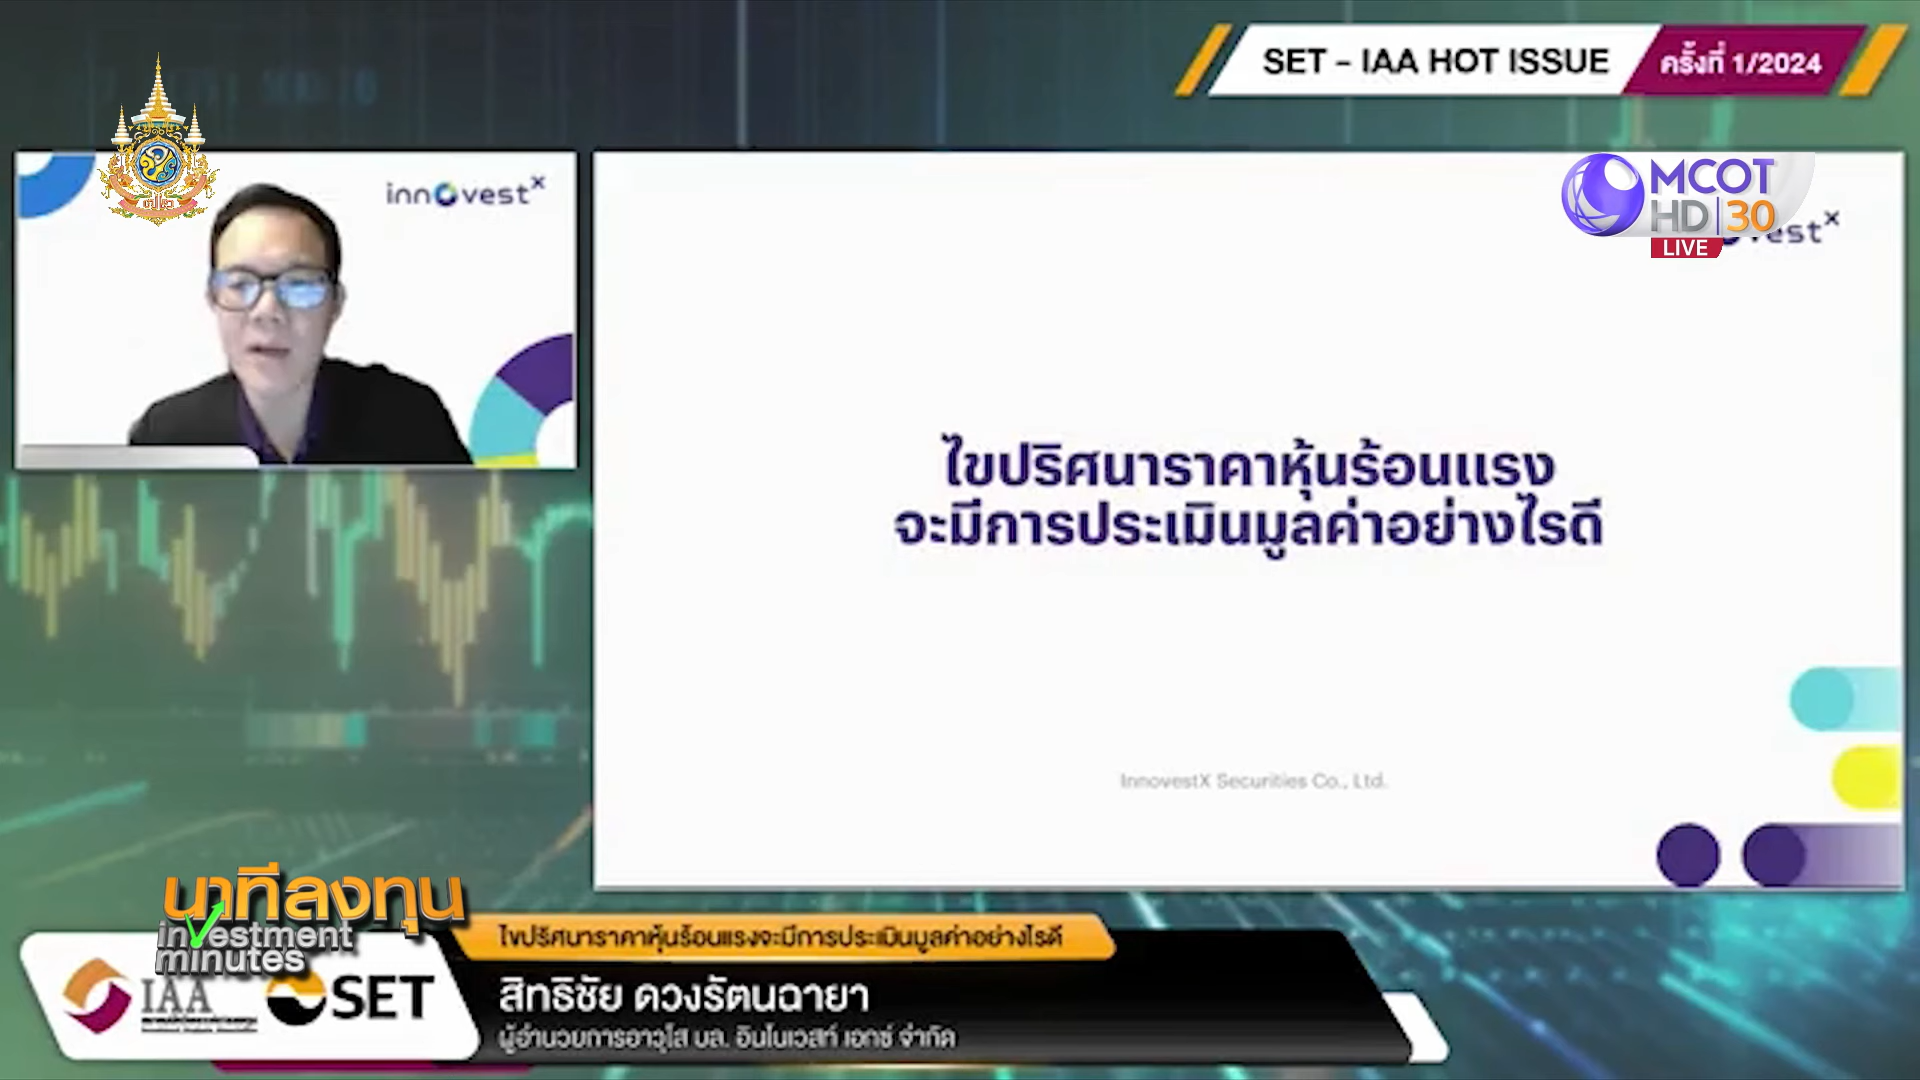 SET - IAA HOT ISSUE
ครั้งที่ 1/2024
innovestx
MCOT
HD 30
LIVE
vestx
ไขปริศนาราคาหุ้นร้อนแรง
จะมีการประเมินมูลค่าอย่างไรดี
InnovestX Securities Co., Ltd.
นาทีลงทุน
investment
minutes
IAA
SET
ไขปริศนาราคาหุ้นร้อนแรงจะมีการประเมินมูลค่าอย่างไรดี
สิทธิชัย ดวงรัตนฉายา
ผู้อำนวยการอาวุโส บล. อินโนเวสท์ เอกซ์ จำกัด